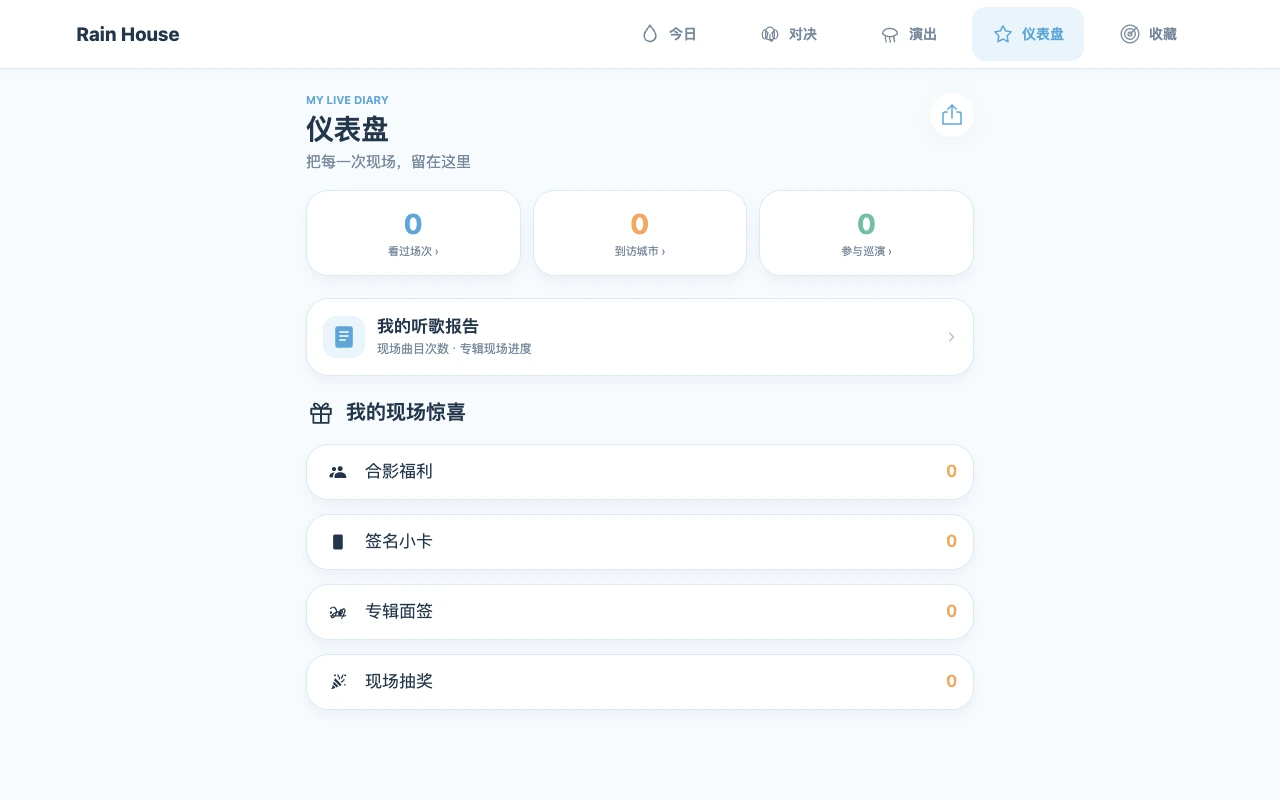 Rain House
今日
对决
演出
仪表盘
收藏
MY LIVE DIARY
仪表盘
把每一次现场，留在这里
0
看过场次 ›
0
到访城市 ›
0
参与巡演 ›
我的听歌报告
现场曲目次数 · 专辑现场进度
我的现场惊喜
合影福利
0
签名小卡
0
专辑面签
0
现场抽奖
0